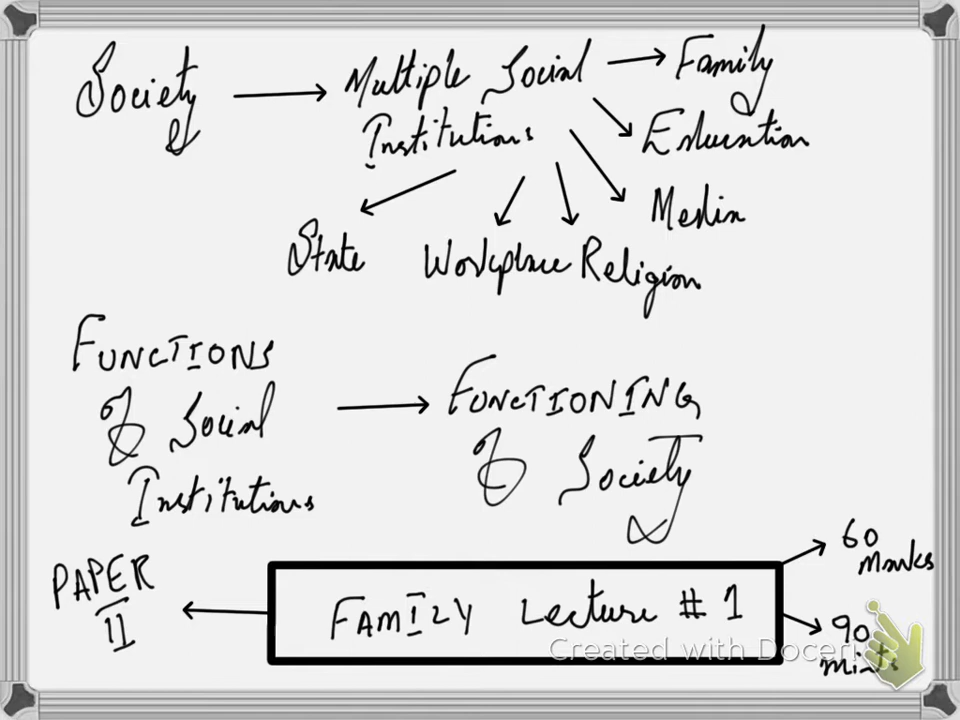 Society → Multiple Social → Family
Institutions
Education
Media
State Workplace Religion
FUNCTIONS
of Social → FUNCTIONING
Institutions of Society
PAPER
II
FAMILY Lecture # 1
60
Marks
90
mints
Created with Doceri